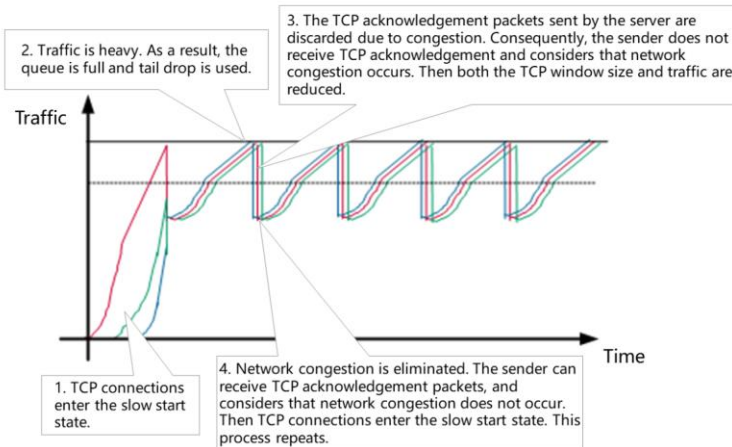 3. The TCP acknowledgement packets sent by the server are
discarded due to congestion. Consequently, the sender does not
receive TCP acknowledgement and considers that network
congestion occurs. Then both the TCP window size and traffic are
reduced.
2. Traffic is heavy. As a result, the
queue is full and tail drop is used.
Traffic
Time
1. TCP connections
enter the slow start
state.
4. Network congestion is eliminated. The sender can
receive TCP acknowledgement packets, and
considers that network congestion does not occur.
Then TCP connections enter the slow start state. This
process repeats.